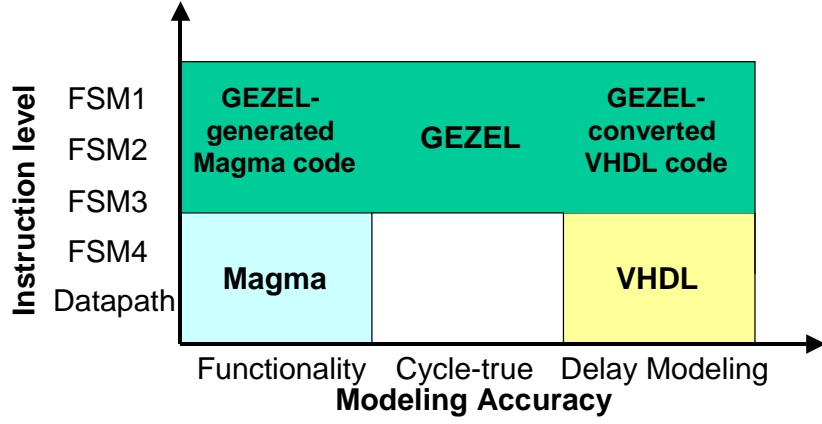 Instruction level
FSM1
FSM2
FSM3
FSM4
Datapath
GEZEL-
generated
Magma code
GEZEL
GEZEL-
converted
VHDL code
Magma
VHDL
Functionality
Cycle-true
Delay Modeling
Modeling Accuracy